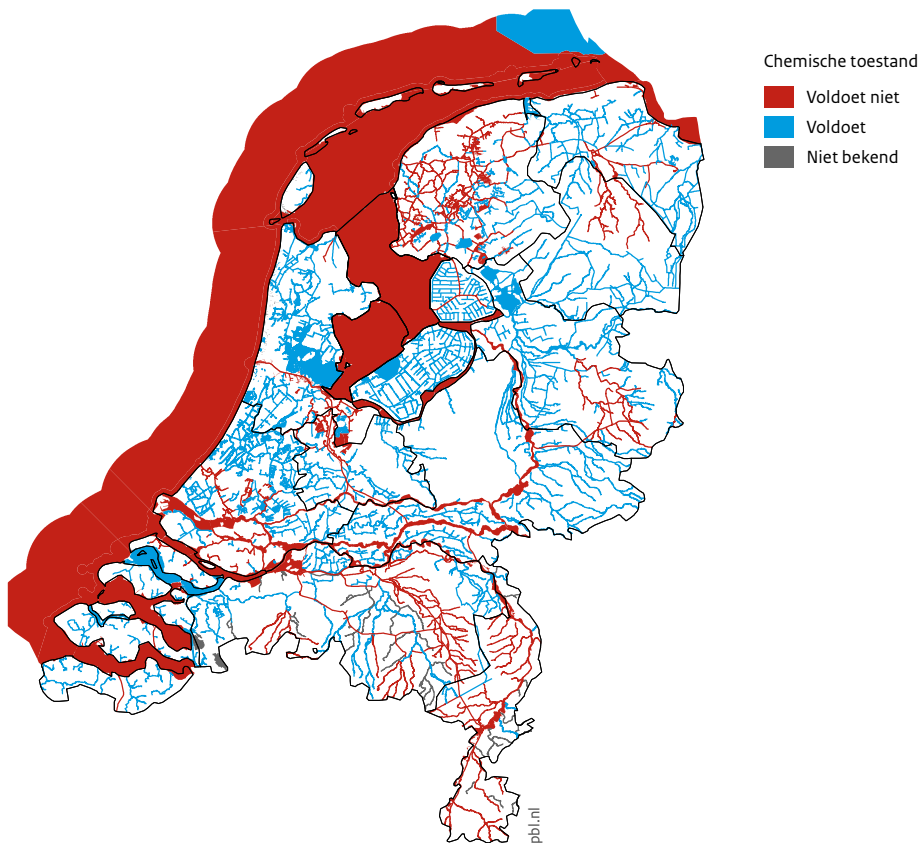 Chemische toestand
Voldoet niet
Voldoet
Niet bekend
pbl.nl